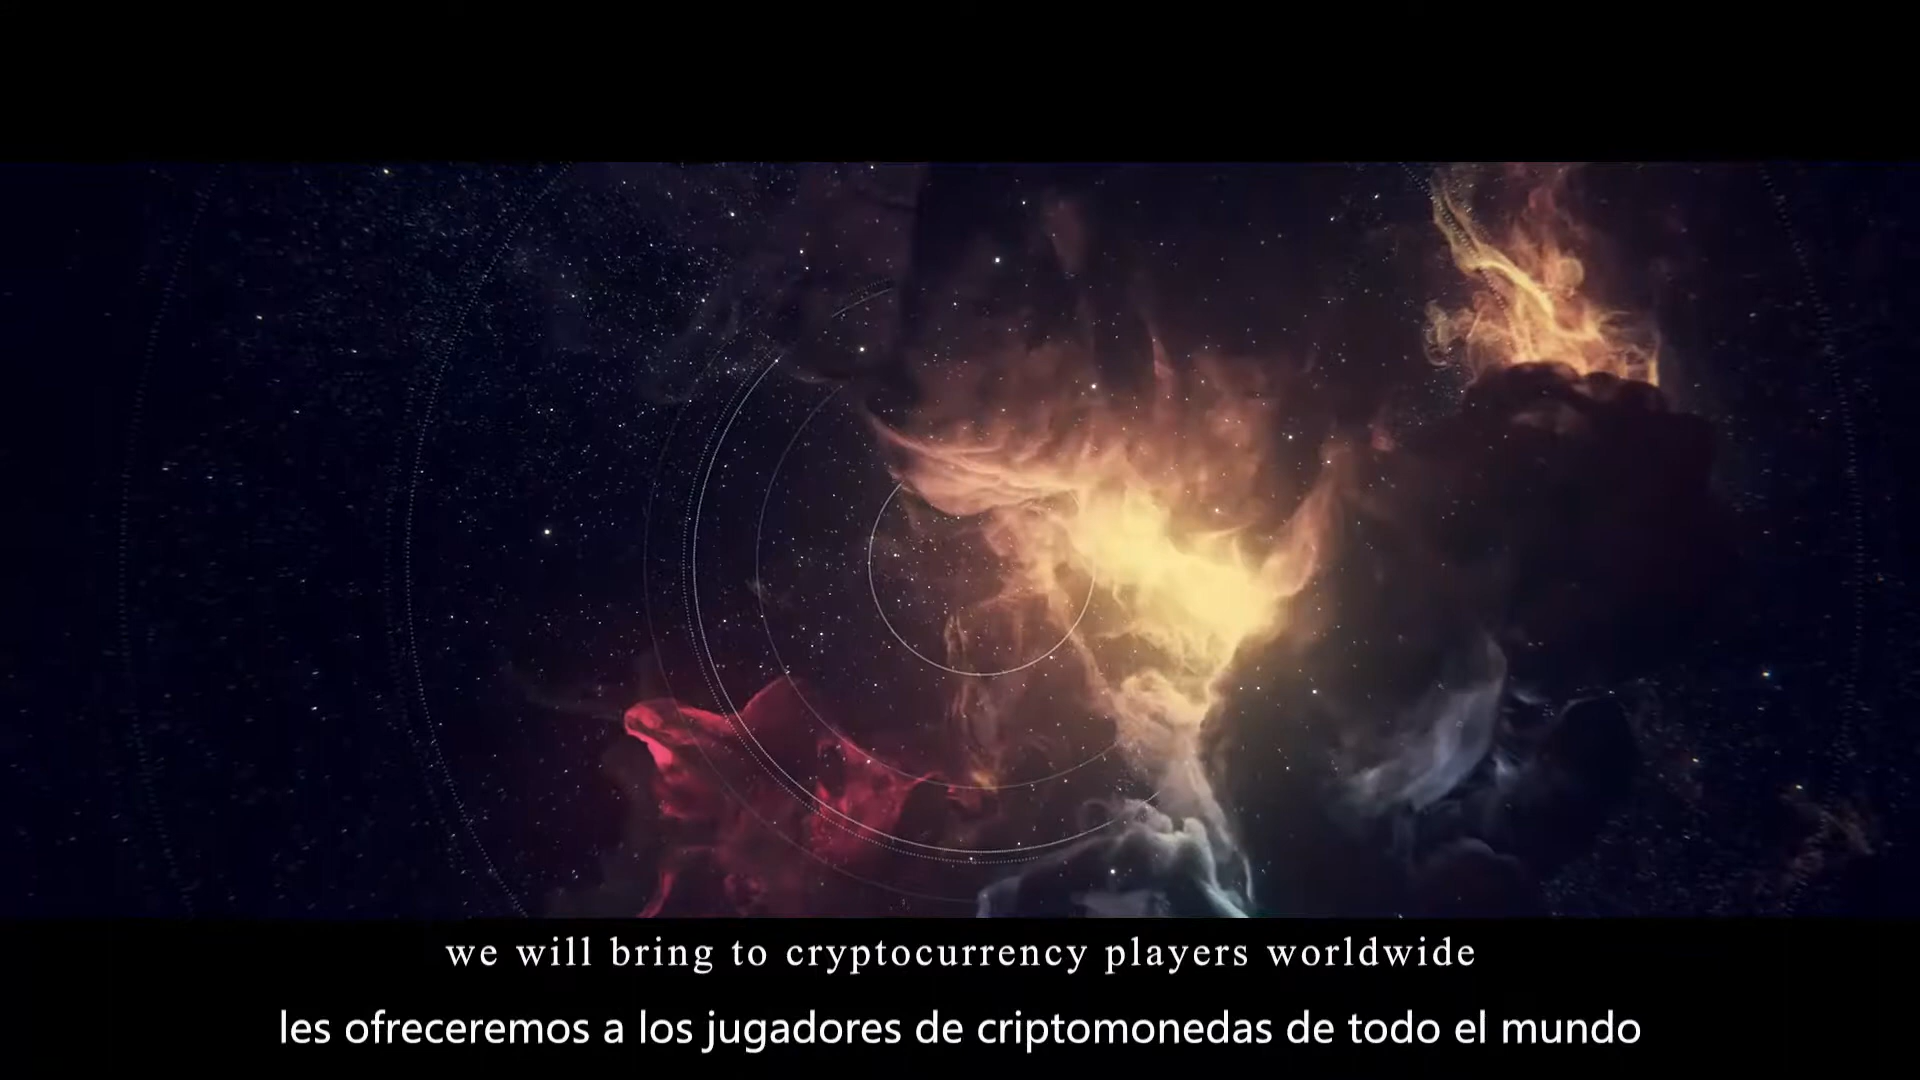 we will bring to cryptocurrency players worldwide
les ofreceremos a los jugadores de criptomonedas de todo el mundo